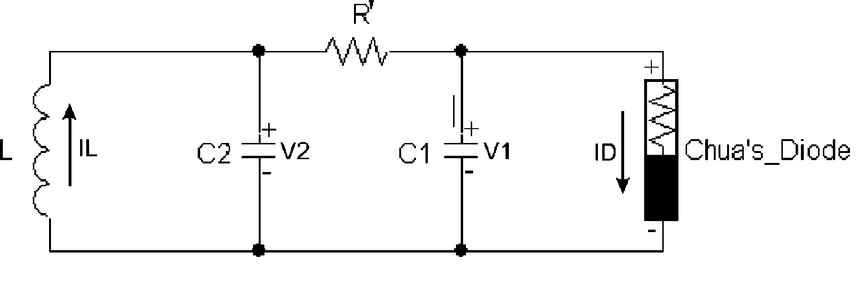 R'
+
L
IL
C2
+
V2
-
C1
+
V1
-
ID
Chua's_Diode
-